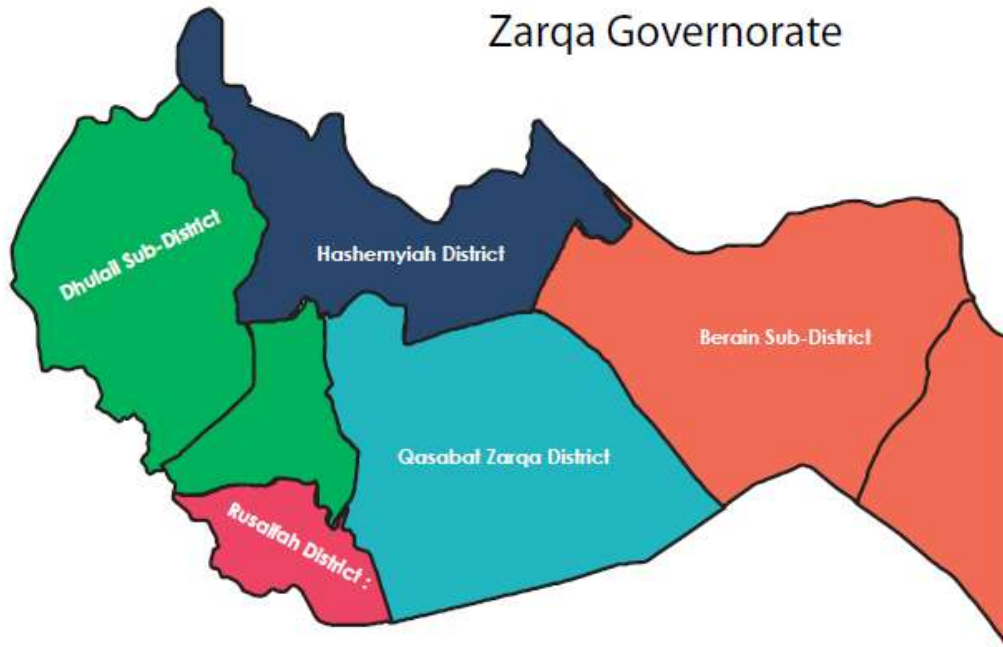 Zarqa Governorate
Dhulail Sub-District
Hashemyiah District
Berain Sub-District
Qasabat Zarqa District
Rusaifah District :